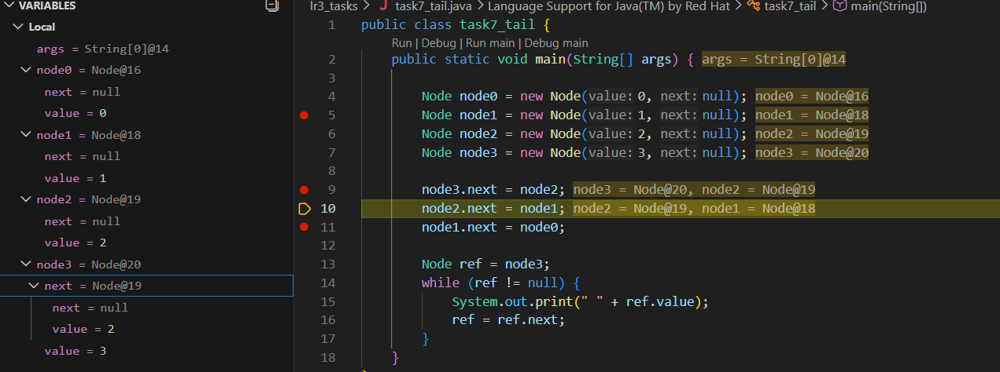 VARIABLES
Local
args = String[0]@14
node0 = Node@16
next = null
value = 0
node1 = Node@18
next = null
value = 1
node2 = Node@19
next = null
value = 2
node3 = Node@20
next = Node@19
next = null
value = 2
value = 3
lr3_tasks > J task7_tail.java > Language Support for Java(TM) by Red Hat > task7_tail > main(String[])
1 public class task7_tail {
Run | Debug | Run main | Debug main
2 public static void main(String[] args) { args = String[0]@14
3
4 Node node0 = new Node(value: 0, next: null); node0 = Node@16
5 Node node1 = new Node(value: 1, next: null); node1 = Node@18
6 Node node2 = new Node(value: 2, next: null); node2 = Node@19
7 Node node3 = new Node(value: 3, next: null); node3 = Node@20
8
9 node3.next = node2; node3 = Node@20, node2 = Node@19
10 node2.next = node1; node2 = Node@19, node1 = Node@18
11 node1.next = node0;
12
13 Node ref = node3;
14 while (ref != null) {
15 System.out.print(" " + ref.value);
16 ref = ref.next;
17 }
18 }